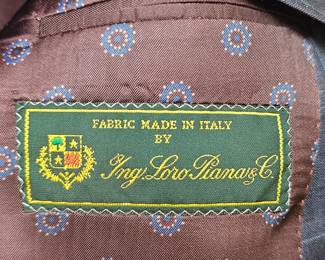 FABRIC MADE IN ITALY
BY
Ing. Loro Piana & C.